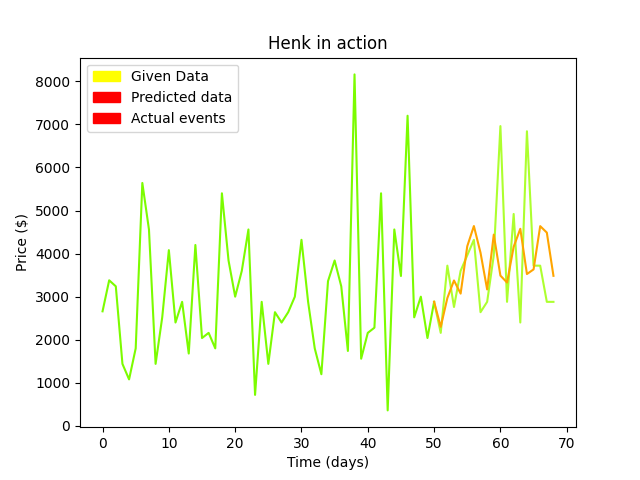 Henk in action
Given Data
Predicted data
Actual events
8000
7000
6000
5000
4000
3000
2000
1000
0
Price ($)
0 10 20 30 40 50 60 70
Time (days)